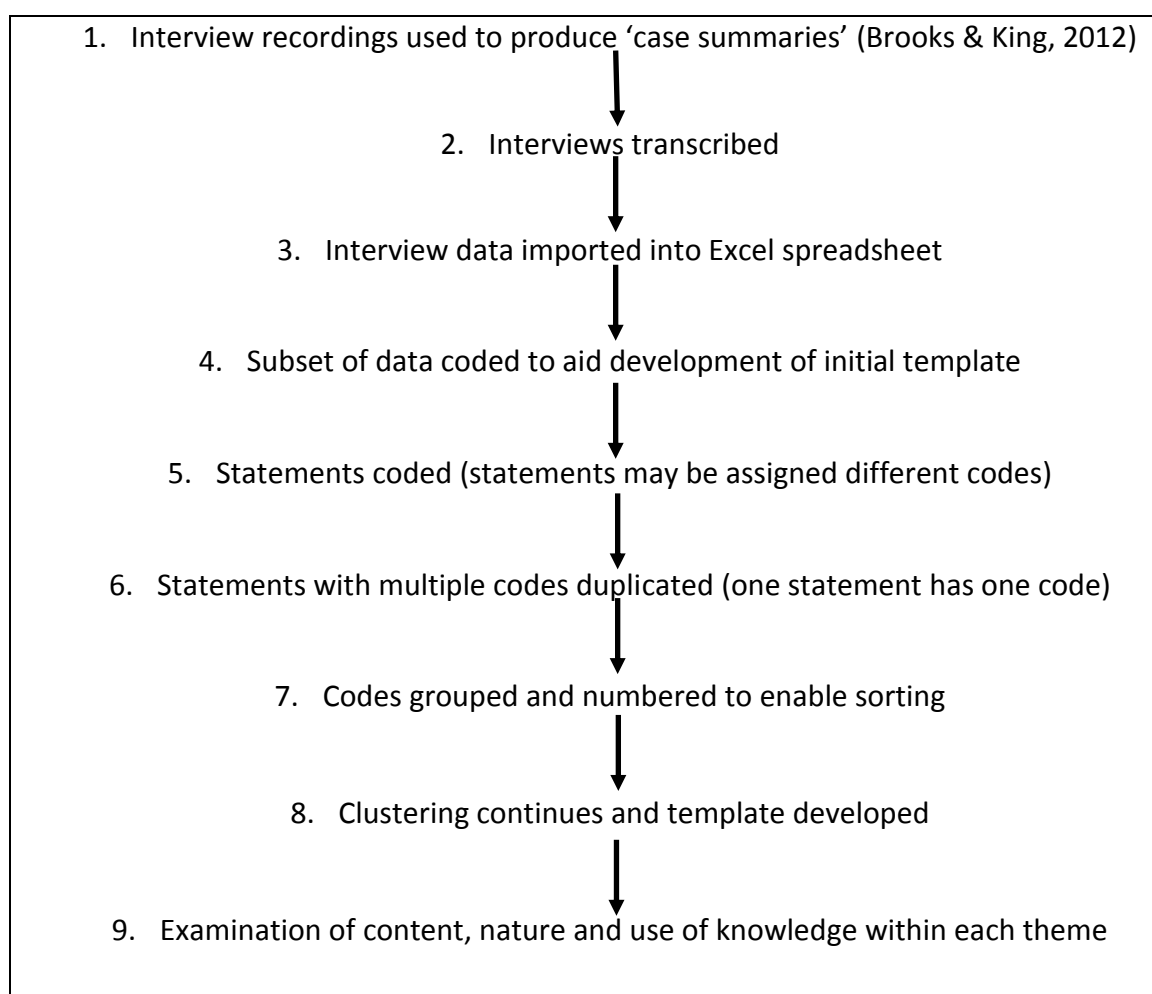 1. Interview recordings used to produce ‘case summaries’ (Brooks & King, 2012)
2. Interviews transcribed
3. Interview data imported into Excel spreadsheet
4. Subset of data coded to aid development of initial template
5. Statements coded (statements may be assigned different codes)
6. Statements with multiple codes duplicated (one statement has one code)
7. Codes grouped and numbered to enable sorting
8. Clustering continues and template developed
9. Examination of content, nature and use of knowledge within each theme